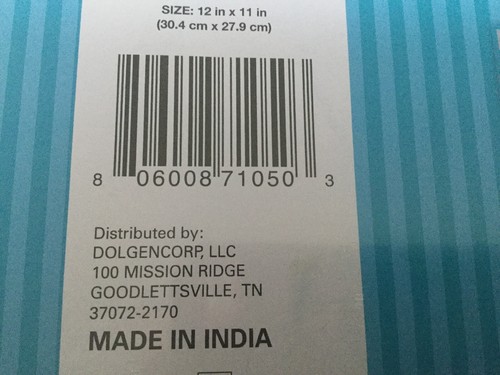 SIZE: 12 in x 11 in
(30.4 cm x 27.9 cm)
8 06008 71050 3
Distributed by:
DOLGENCORP, LLC
100 MISSION RIDGE
GOODLETTSVILLE, TN
37072-2170
MADE IN INDIA